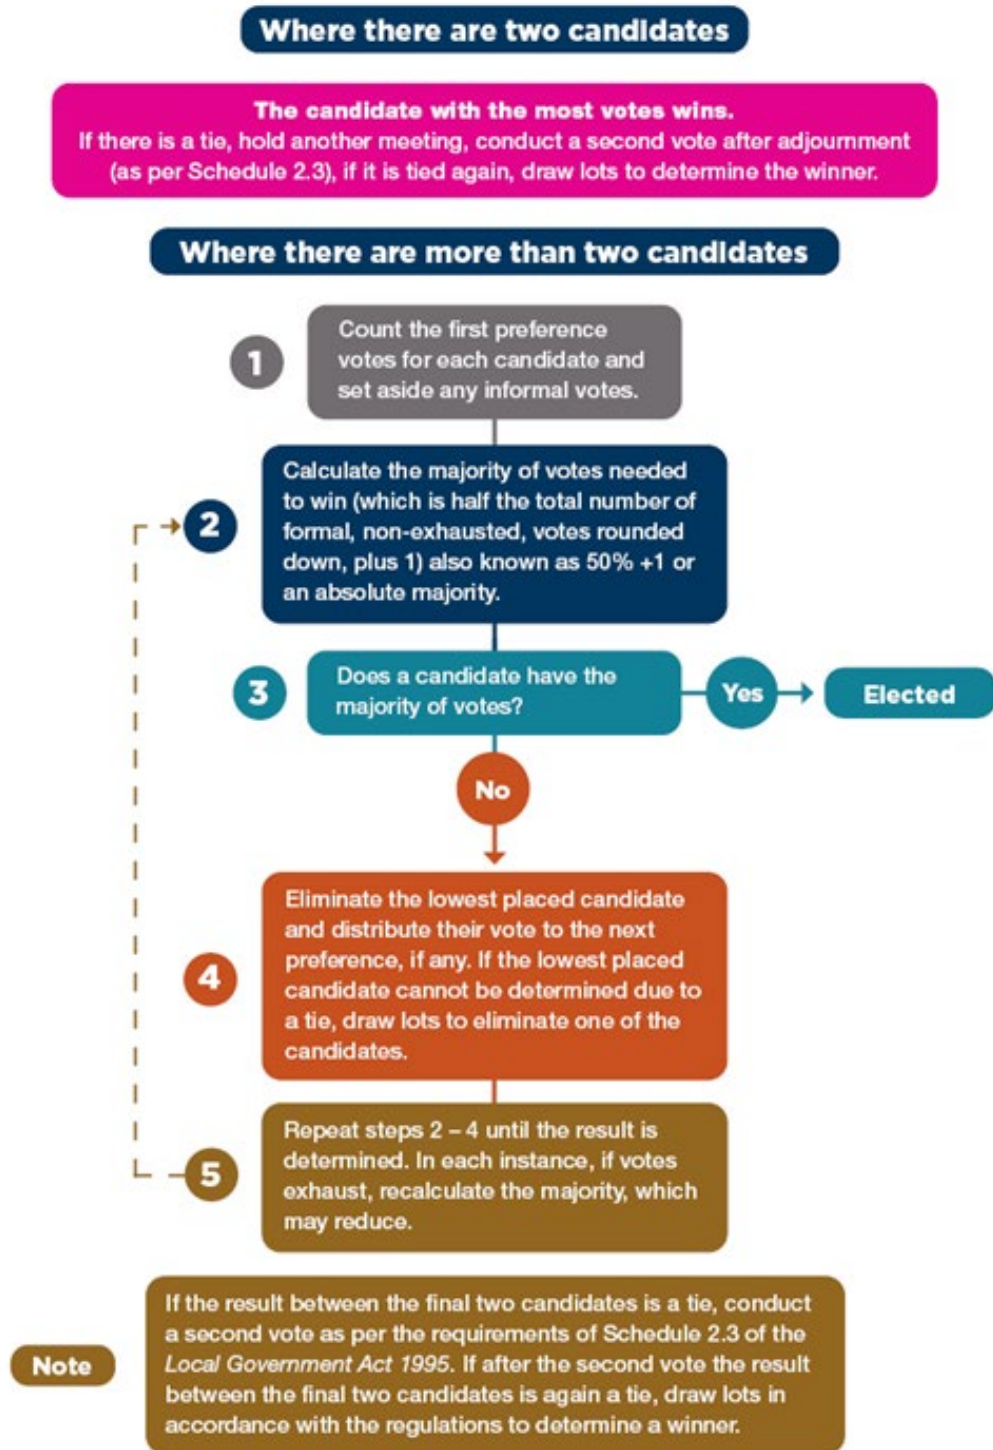 Where there are two candidates
The candidate with the most votes wins.
If there is a tie, hold another meeting, conduct a second vote after adjournment
(as per Schedule 2.3), if it is tied again, draw lots to determine the winner.
Where there are more than two candidates
1
Count the first preference
votes for each candidate and
set aside any informal votes.
2
Calculate the majority of votes needed
to win (which is half the total number of
formal, non-exhausted, votes rounded
down, plus 1) also known as 50% +1 or
an absolute majority.
3
Does a candidate have the
majority of votes?
Yes
Elected
No
4
Eliminate the lowest placed candidate
and distribute their vote to the next
preference, if any. If the lowest placed
candidate cannot be determined due to
a tie, draw lots to eliminate one of the
candidates.
5
Repeat steps 2 – 4 until the result is
determined. In each instance, if votes
exhaust, recalculate the majority, which
may reduce.
Note
If the result between the final two candidates is a tie, conduct
a second vote as per the requirements of Schedule 2.3 of the
Local Government Act 1995. If after the second vote the result
between the final two candidates is again a tie, draw lots in
accordance with the regulations to determine a winner.